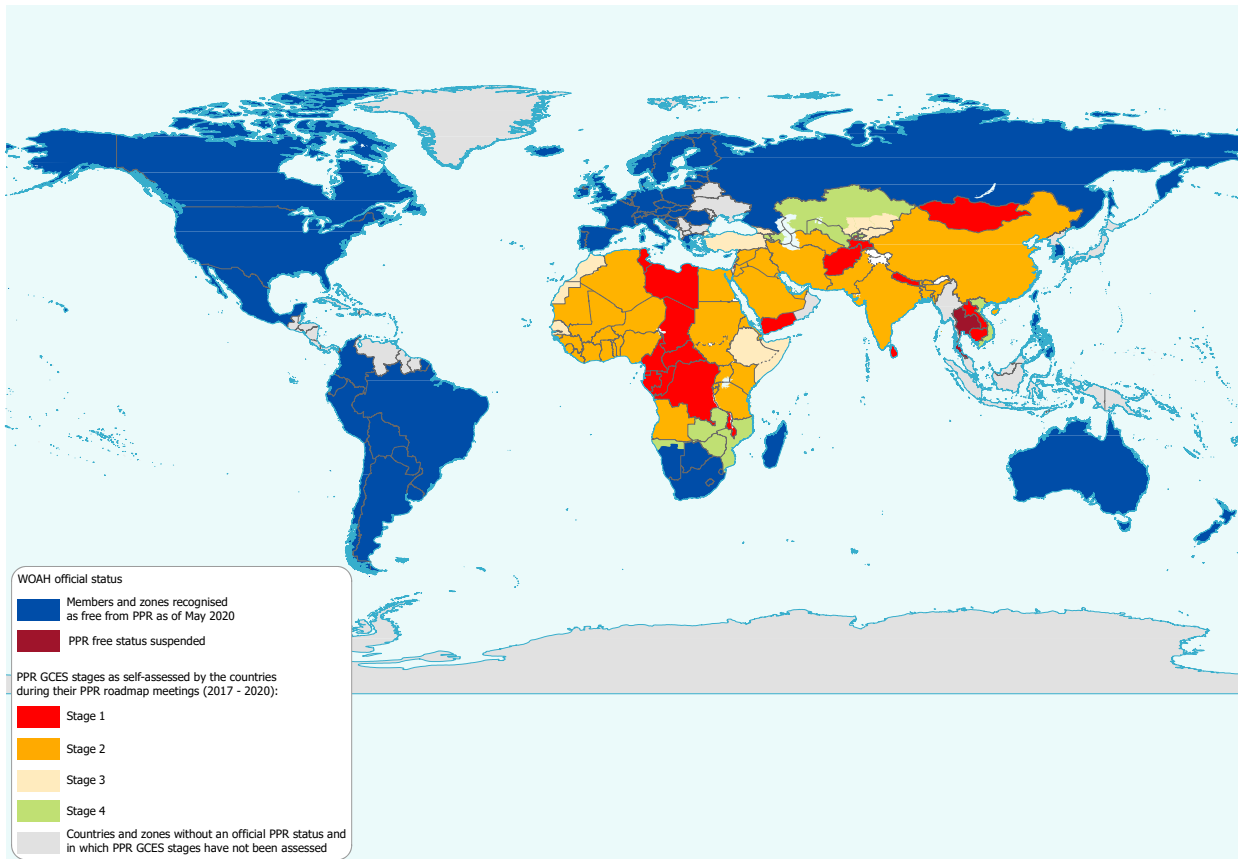 WOAH official status
Members and zones recognised
as free from PPR as of May 2020
PPR free status suspended
PPR GCES stages as self-assessed by the countries
during their PPR roadmap meetings (2017 - 2020):
Stage 1
Stage 2
Stage 3
Stage 4
Countries and zones without an official PPR status and
in which PPR GCES stages have not been assessed